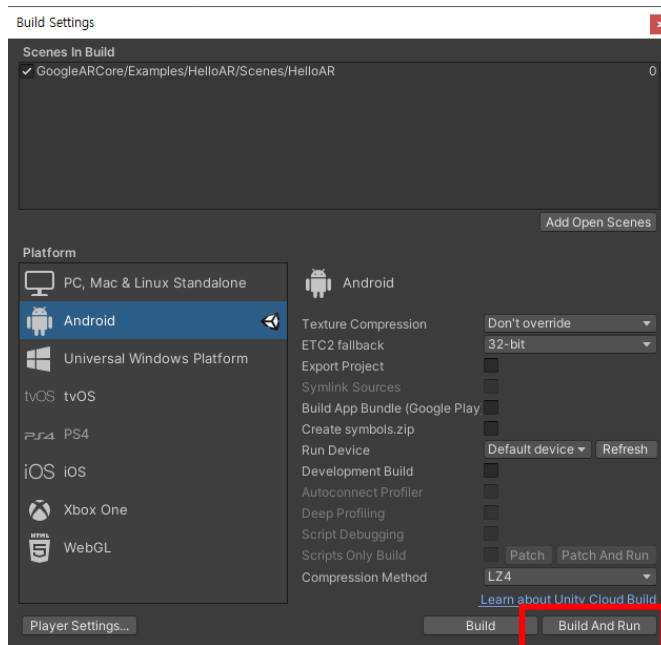 Build Settings
Scenes In Build
GoogleARCore/Examples/HelloAR/Scenes/HelloAR 0
Add Open Scenes
Platform
PC, Mac & Linux Standalone
Android
Universal Windows Platform
tvOS tvOS
PS4 PS4
iOS iOS
Xbox One
HTML 5 WebGL
Android
Texture Compression Don't override
ETC2 fallback 32-bit
Export Project
Symlink Sources
Build App Bundle (Google Play
Create symbols.zip
Run Device Default device Refresh
Development Build
Autoconnect Profiler
Deep Profiling
Script Debugging
Scripts Only Build Patch Patch And Run
Compression Method LZ4
Learn about Unity Cloud Build
Player Settings... Build Build And Run